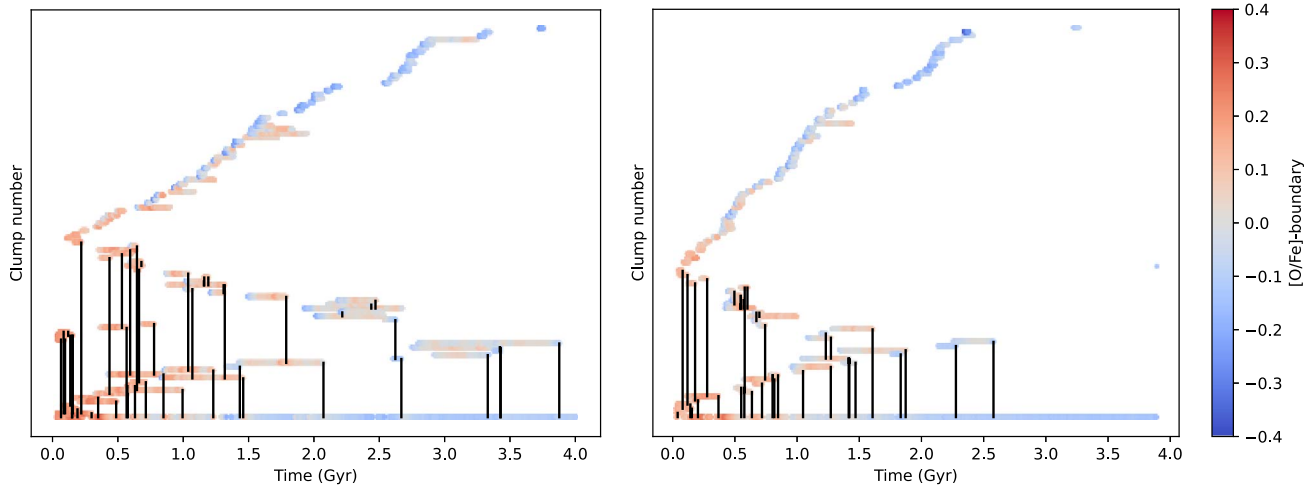 Clump number
0.0 0.5 1.0 1.5 2.0 2.5 3.0 3.5 4.0
Time (Gyr)
Clump number
0.0 0.5 1.0 1.5 2.0 2.5 3.0 3.5 4.0
Time (Gyr)
0.4
0.3
0.2
0.1
0.0
−0.1
−0.2
−0.3
−0.4
[O/Fe]-boundary